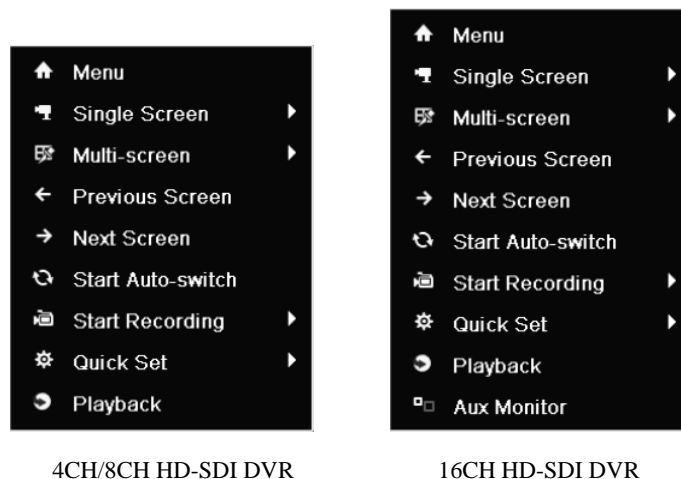 Menu
Single Screen
Multi-screen
Previous Screen
Next Screen
Start Auto-switch
Start Recording
Quick Set
Playback
4CH/8CH HD-SDI DVR
Menu
Single Screen
Multi-screen
Previous Screen
Next Screen
Start Auto-switch
Start Recording
Quick Set
Playback
Aux Monitor
16CH HD-SDI DVR